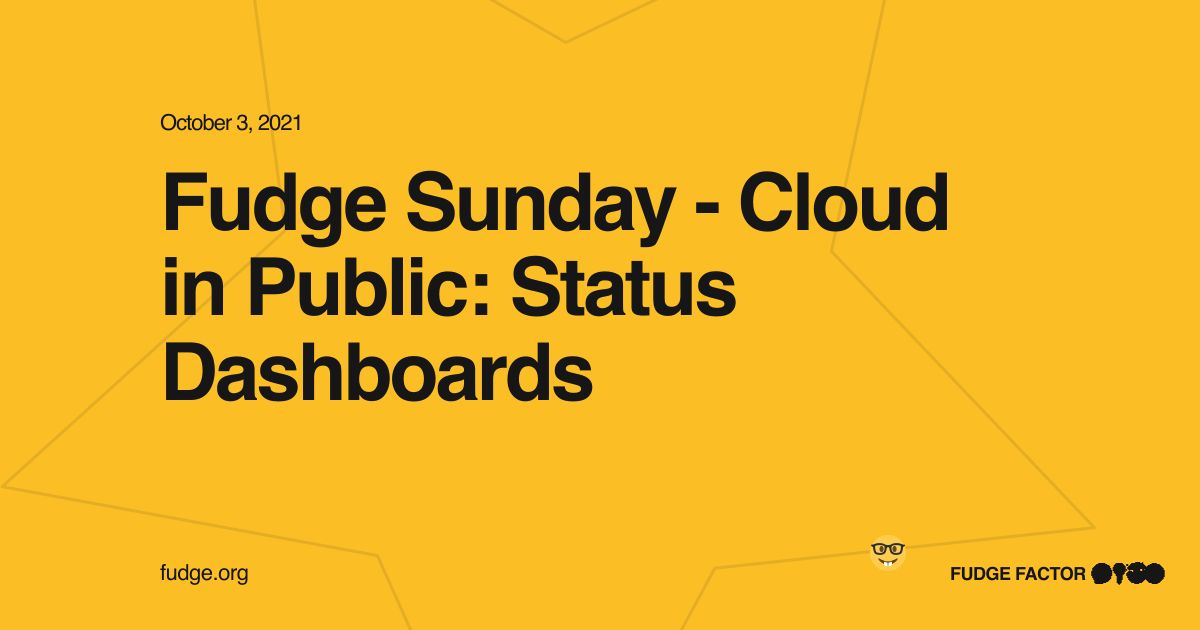 October 3, 2021
Fudge Sunday - Cloud
in Public: Status
Dashboards
fudge.org
FUDGE FACTOR